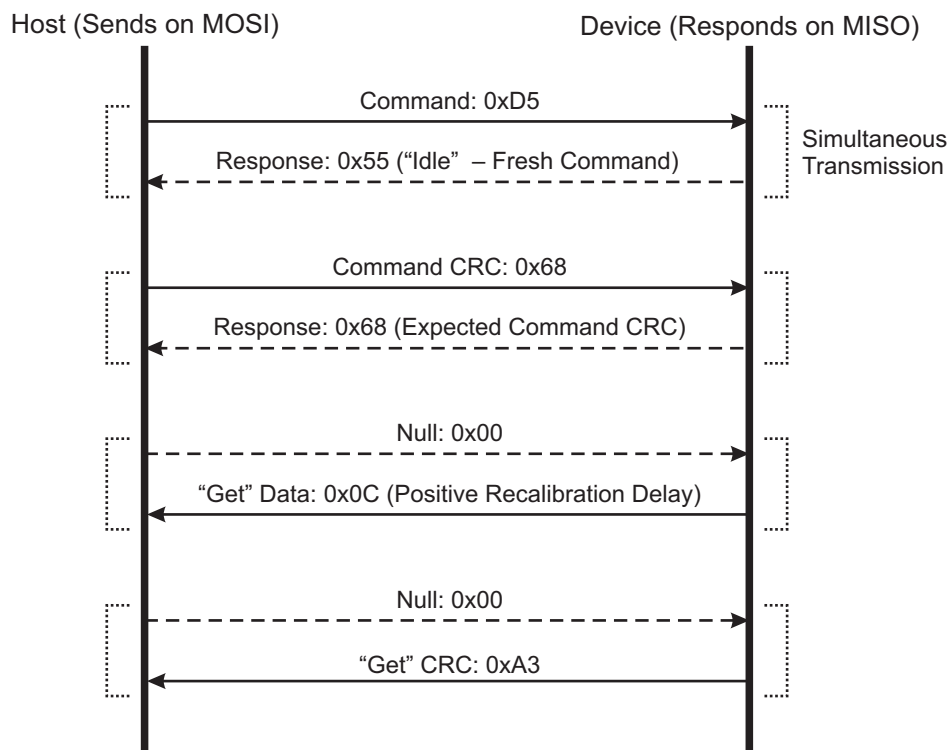 Host (Sends on MOSI)
Device (Responds on MISO)
Command: 0xD5
Simultaneous
Transmission
Response: 0x55 (“Idle” – Fresh Command)
Command CRC: 0x68
Response: 0x68 (Expected Command CRC)
Null: 0x00
“Get” Data: 0x0C (Positive Recalibration Delay)
Null: 0x00
“Get” CRC: 0xA3